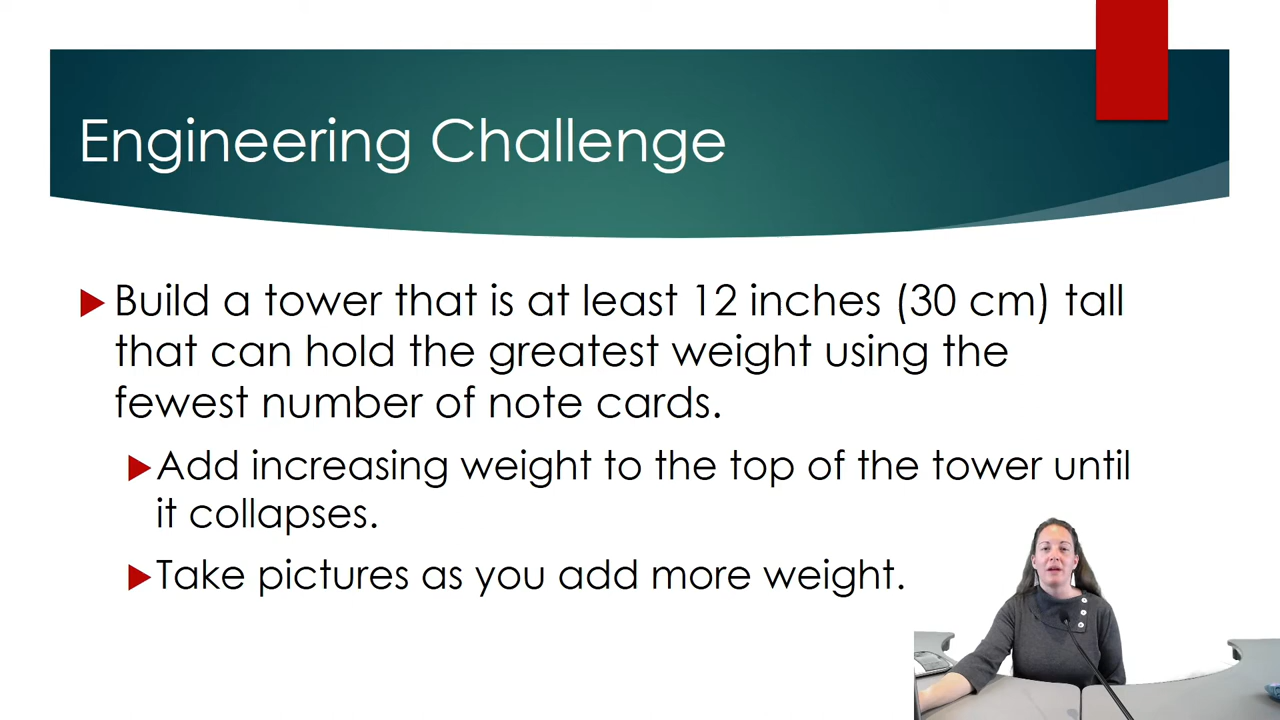 Engineering Challenge
Build a tower that is at least 12 inches (30 cm) tall
that can hold the greatest weight using the
fewest number of note cards.
Add increasing weight to the top of the tower until
it collapses.
Take pictures as you add more weight.